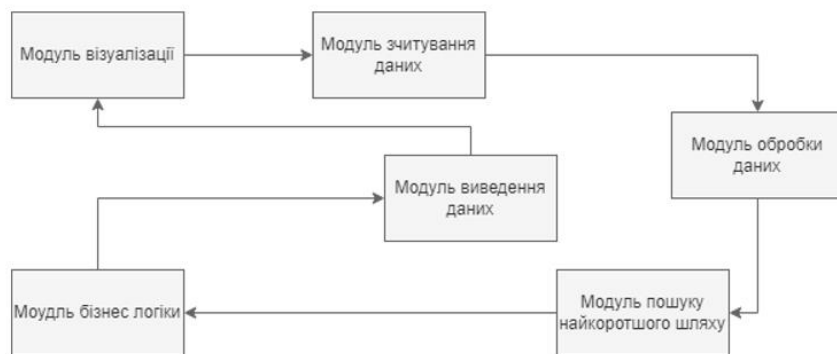 Модуль візуалізації
Модуль зчитування
даних
Модуль обробки
даних
Модуль виведення
даних
Моудль бізнес логіки
Модуль пошуку
найкоротшого шляху